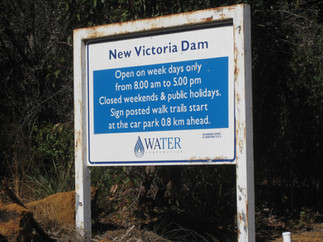 New Victoria Dam
Open on week days only
from 8.00 am to 5.00 pm
Closed weekends & public holidays.
Sign posted walk trails start
at the car park 0.8 km ahead.
WATER
CORPORATION